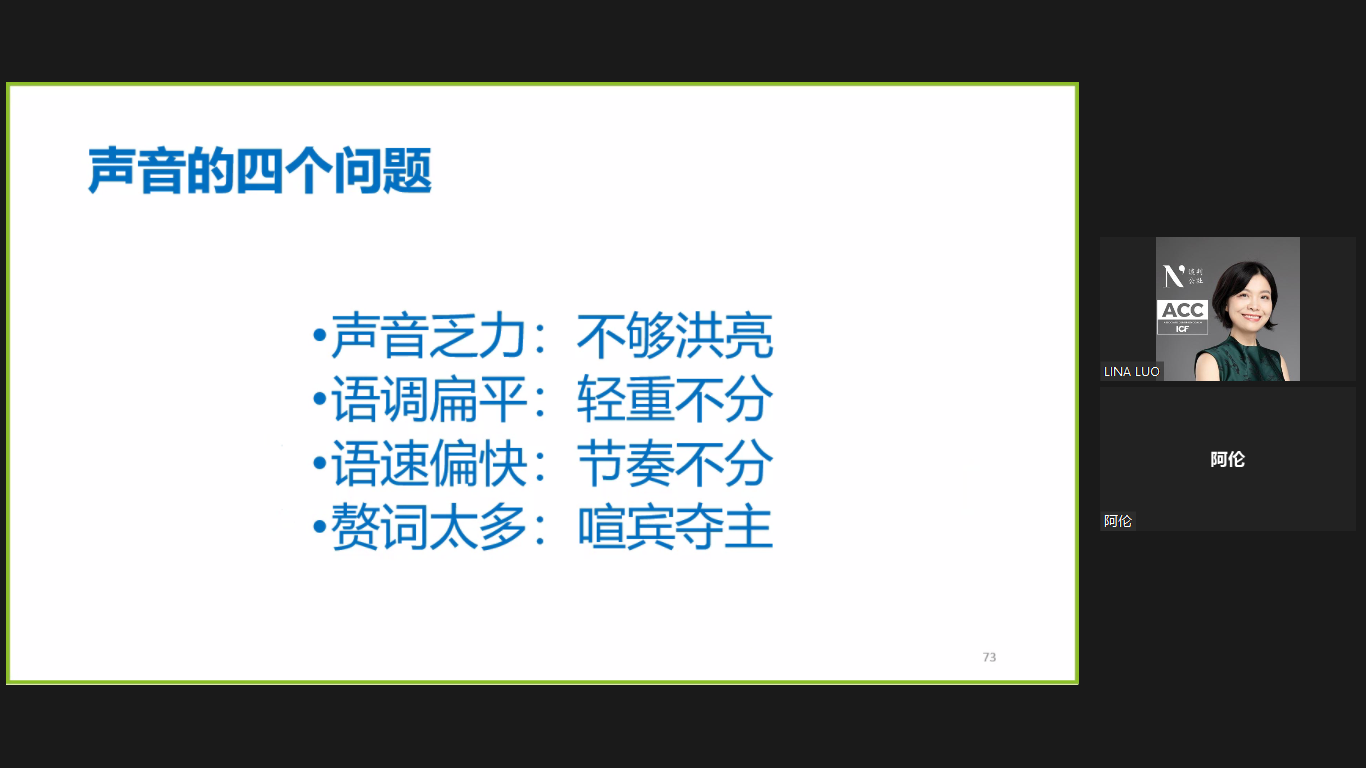 声音的四个问题
•声音乏力：不够洪亮
•语调扁平：轻重不分
•语速偏快：节奏不分
•赘词太多：喧宾夺主
73
N
ACC
ICF
LINA LUO
阿伦
阿伦